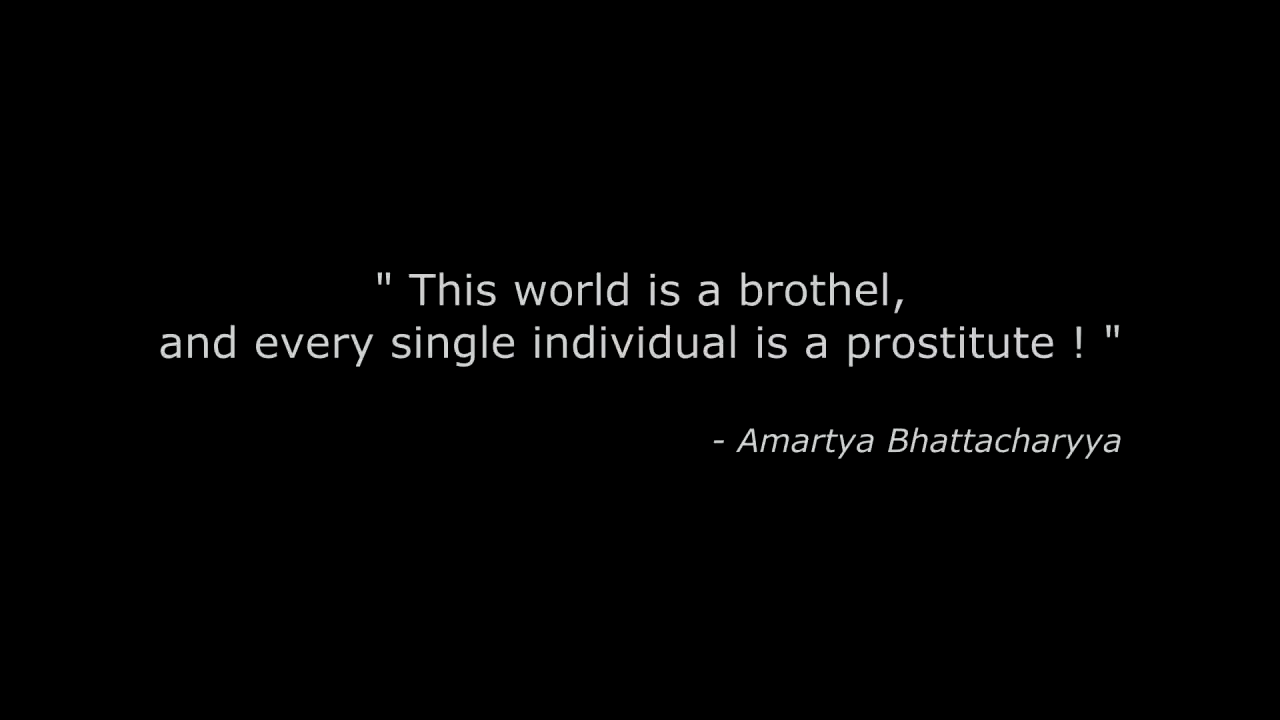 " This world is a brothel,
and every single individual is a prostitute ! "
- Amartya Bhattacharyya